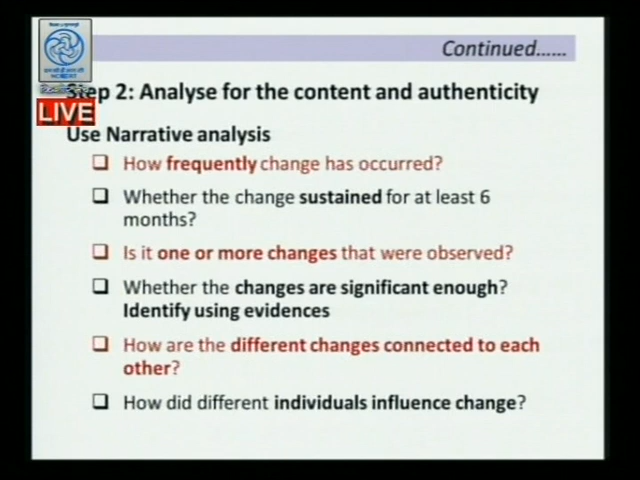 Continued......
Step 2: Analyse for the content and authenticity
LIVE
Use Narrative analysis
How frequently change has occurred?
Whether the change sustained for at least 6
months?
Is it one or more changes that were observed?
Whether the changes are significant enough?
Identify using evidences
How are the different changes connected to each
other?
How did different individuals influence change?